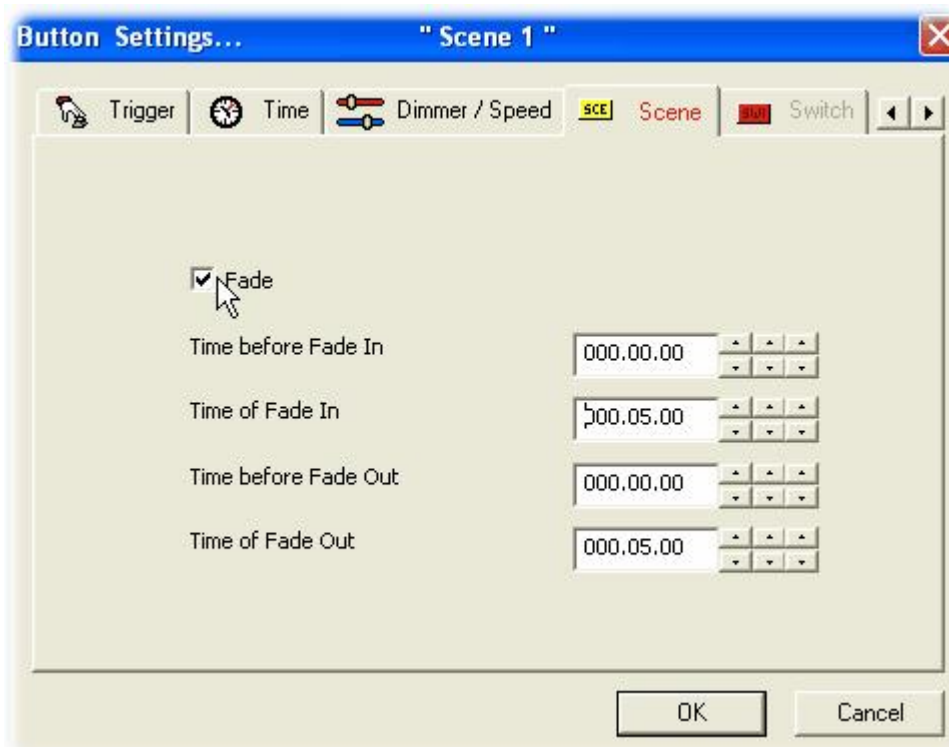 Button Settings... " Scene 1 "
Trigger Time Dimmer / Speed SCE Scene SWI Switch
Fade
Time before Fade In 000.00.00
Time of Fade In 000.05.00
Time before Fade Out 000.00.00
Time of Fade Out 000.05.00
OK Cancel